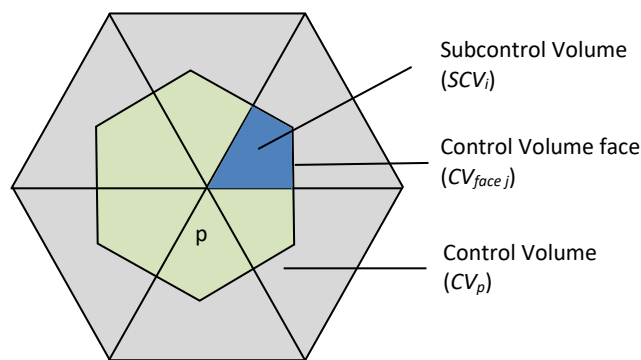 Subcontrol Volume
(SCVi)
Control Volume face
(CVface j)
p
Control Volume
(CVp)